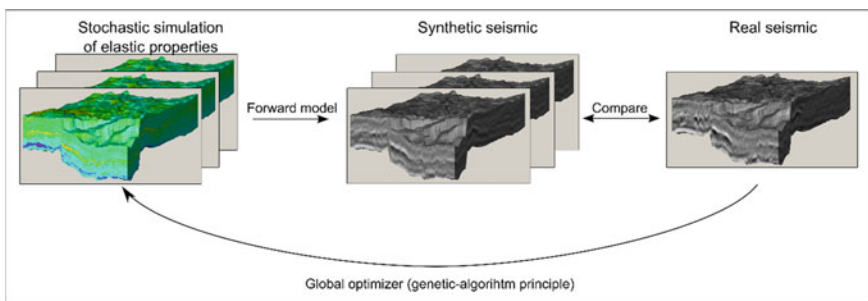 Stochastic simulation
of elastic properties
Synthetic seismic
Real seismic
Forward model
Compare
Global optimizer (genetic-algorihtm principle)